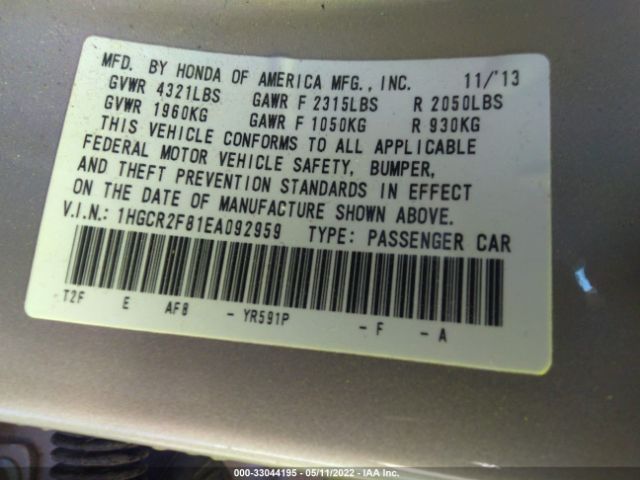 MFD. BY HONDA OF AMERICA MFG., INC. 11/'13
GVWR 4321LBS GAWR F 2315LBS R 2050LBS
GVWR 1960KG GAWR F 1050KG R 930KG
THIS VEHICLE CONFORMS TO ALL APPLICABLE
FEDERAL MOTOR VEHICLE SAFETY, BUMPER,
AND THEFT PREVENTION STANDARDS IN EFFECT
ON THE DATE OF MANUFACTURE SHOWN ABOVE.
V.I.N.: 1HGCR2F81EA092959 TYPE: PASSENGER CAR
T2F E AF8 - YR591P - F - A
000-33044195 - 05/11/2022 - IAA Inc.